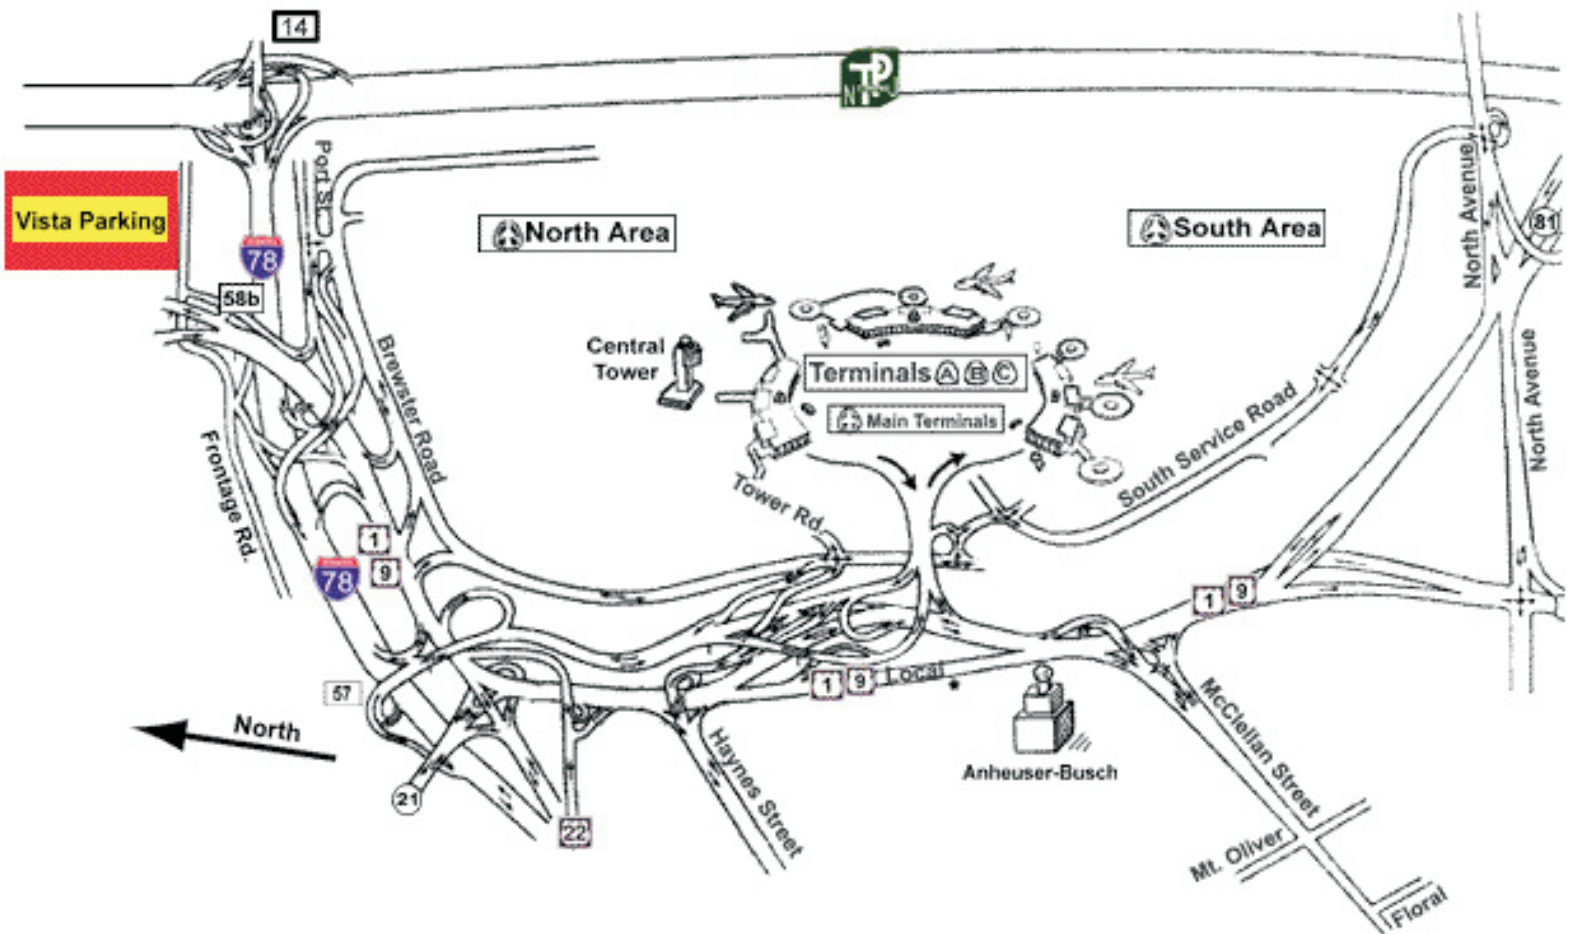 14
TP
Port St.
Vista Parking
North Area
South Area
North Avenue
81
78
58b
Central
Tower
Terminals A B C
Main Terminals
Brewster Road
Frontage Rd.
Tower Rd.
South Service Road
North Avenue
1
9
78
1
9
57
1
9
Local
North
McClellan Street
Haynes Street
Anheuser-Busch
21
22
Mt. Oliver
Floral